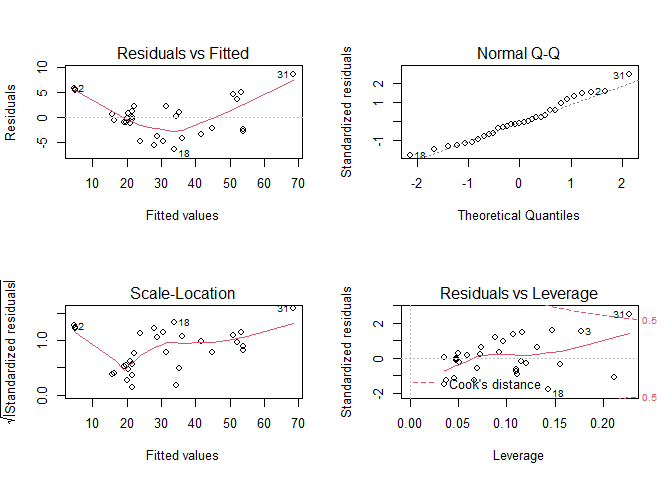 Residuals vs Fitted
Residuals
10
5
0
-5
2
18
31
10 20 30 40 50 60 70
Fitted values
Normal Q-Q
Standardized residuals
2
1
-1
31
2
18
-2 -1 0 1 2
Theoretical Quantiles
Scale-Location
√|Standardized residuals|
1.0
0.0
2
18
31
10 20 30 40 50 60 70
Fitted values
Residuals vs Leverage
Standardized residuals
2
0
-2
31
3
18
Cook's distance
0.5
0.5
0.00 0.05 0.10 0.15 0.20
Leverage